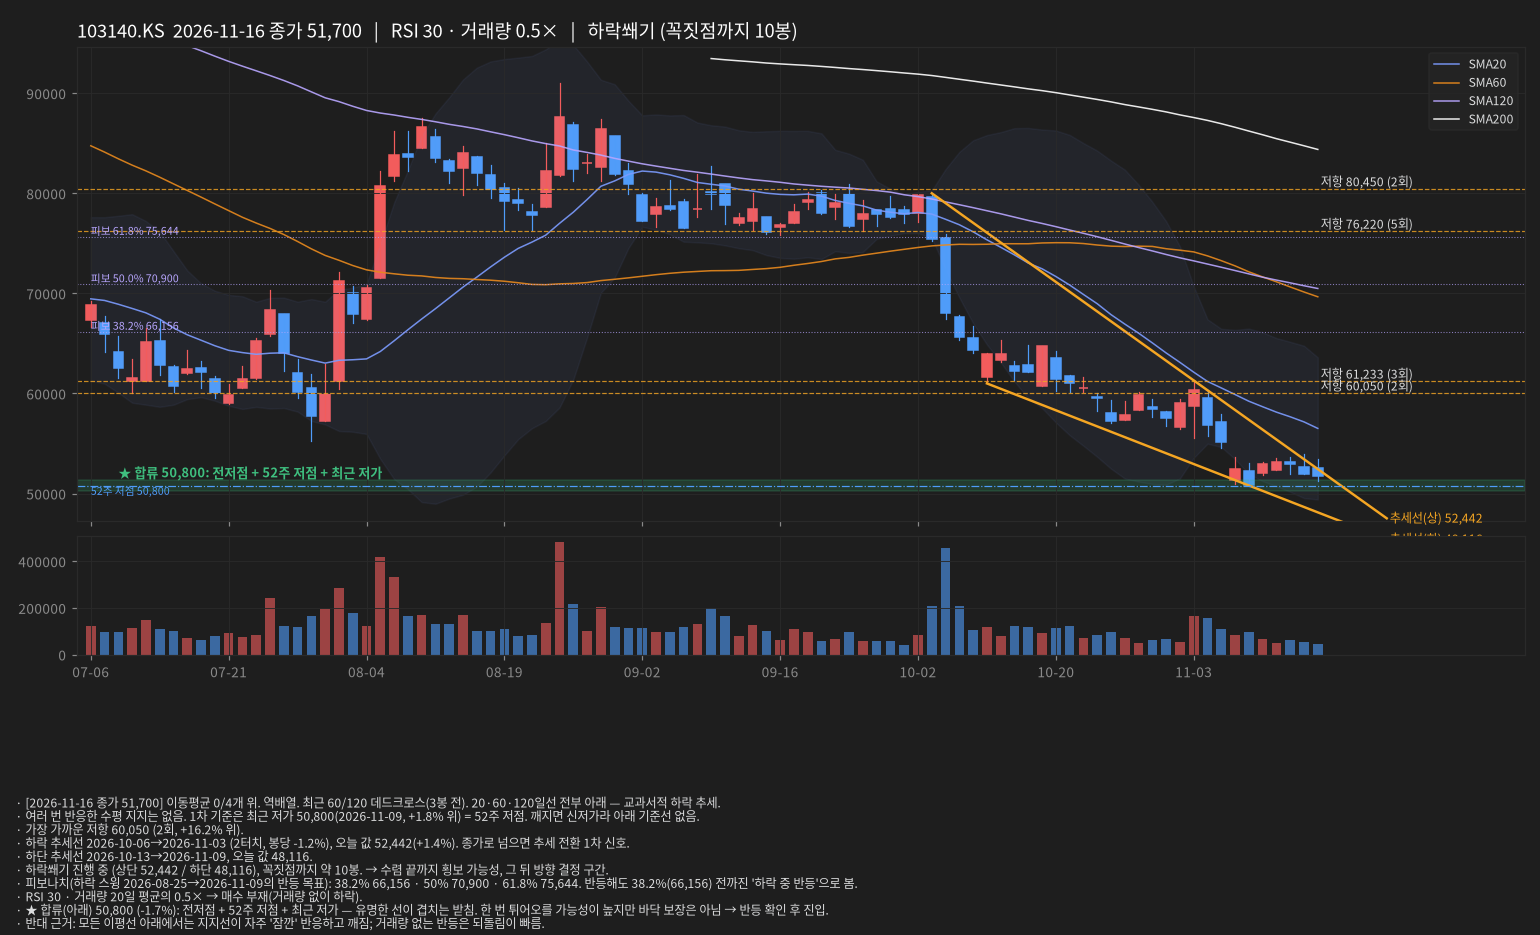 103140.KS 2026-11-16 종가 51,700 | RSI 30 · 거래량 0.5× | 하락쐐기 (꼭짓점까지 10봉)
SMA20
SMA60
SMA120
SMA200
90000
80000
70000
60000
50000
저항 80,450 (2회)
저항 76,220 (5회)
피보 61.8% 75,644
피보 50.0% 70,900
피보 38.2% 66,156
저항 61,233 (3회)
저항 60,050 (2회)
★ 합류 50,800: 전저점 + 52주 저점 + 최근 저가
52주 저점 50,800
추세선(상) 52,442
400000
200000
0
07-06
07-21
08-04
08-19
09-02
09-16
10-02
10-20
11-03
· [2026-11-16 종가 51,700] 이동평균 0/4개 위. 역배열. 최근 60/120 데드크로스(3봉 전). 20·60·120일선 전부 아래 — 교과서적 하락 추세.
· 여러 번 반응한 수평 지지는 없음. 1차 기준은 최근 저가 50,800(2026-11-09, +1.8% 위) = 52주 저점. 깨지면 신저가라 아래 기준선 없음.
· 가장 가까운 저항 60,050 (2회, +16.2% 위).
· 하락 추세선 2026-10-06→2026-11-03 (2터치, 봉당 -1.2%), 오늘 값 52,442(+1.4%). 종가로 넘으면 추세 전환 1차 신호.
· 하단 추세선 2026-10-13→2026-11-09, 오늘 값 48,116.
· 하락쐐기 진행 중 (상단 52,442 / 하단 48,116), 꼭짓점까지 약 10봉. → 수렴 끝까지 횡보 가능성, 그 뒤 방향 결정 구간.
· 피보나치(하락 스윙 2026-08-25→2026-11-09의 반등 목표): 38.2% 66,156 · 50% 70,900 · 61.8% 75,644. 반등해도 38.2%(66,156) 전까진 '하락 중 반등'으로 봄.
· RSI 30 · 거래량 20일 평균의 0.5× → 매수 부재(거래량 없이 하락).
· ★ 합류(아래) 50,800 (-1.7%): 전저점 + 52주 저점 + 최근 저가 — 유명한 선이 겹치는 받침. 한 번 튀어오를 가능성이 높지만 바닥 보장은 아님 → 반등 확인 후 진입.
· 반대 근거: 모든 이평선 아래에서는 지지선이 자주 '잠깐' 반응하고 깨짐; 거래량 없는 반등은 되돌림이 빠름.